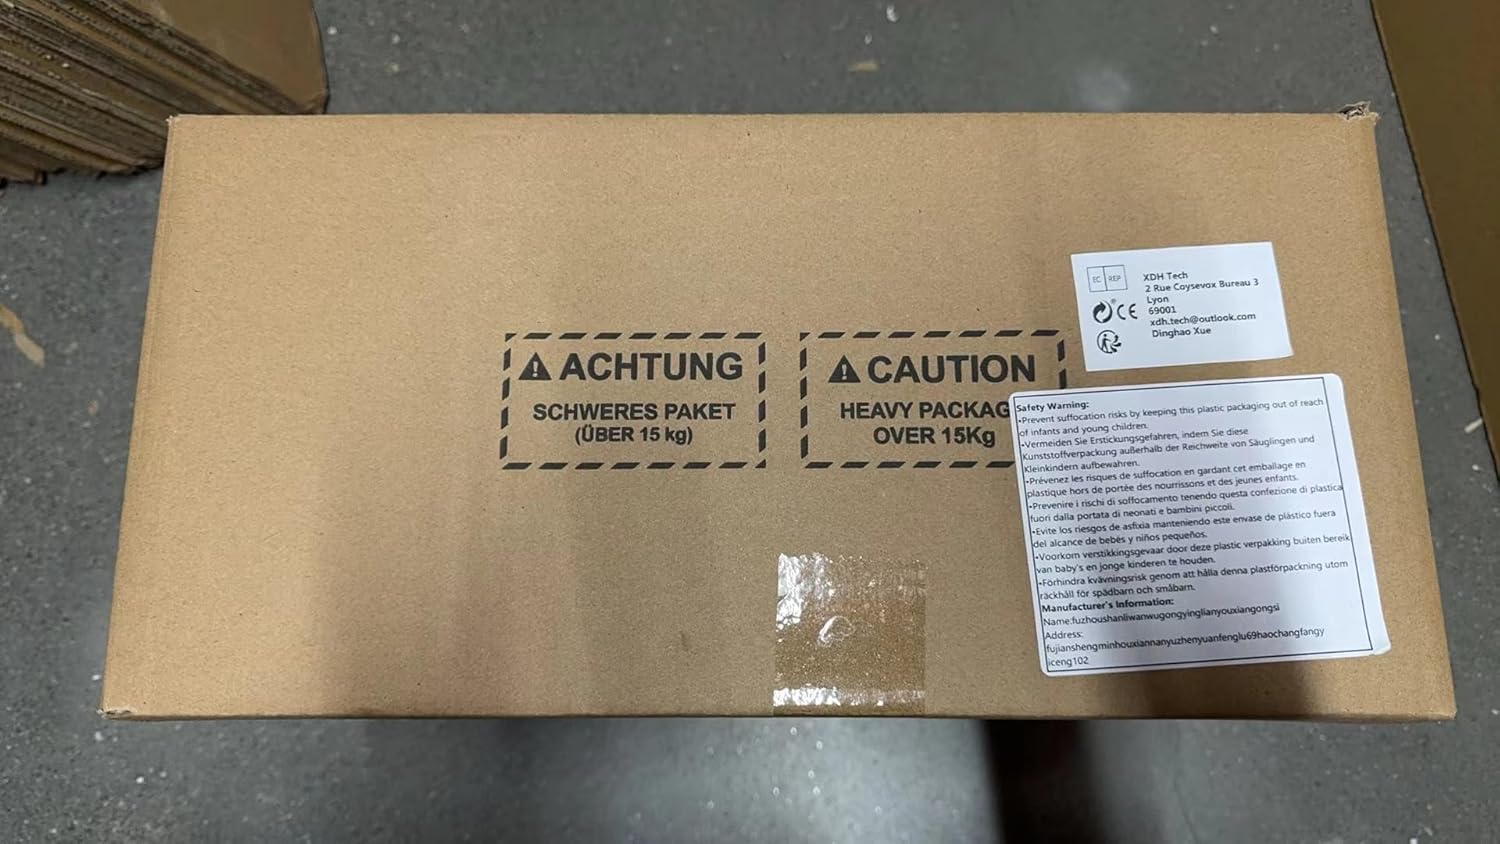 ACHTUNG
SCHWERES PAKET
(ÜBER 15 kg)
CAUTION
HEAVY PACKAG
OVER 15Kg
EC REP
XDH Tech
2 Rue Coysevox Bureau 3
Lyon
69001
xdh.tech@outlook.com
Dinghao Xue
CE
Safety Warning:
•Prevent suffocation risks by keeping this plastic packaging out of reach
of infants and young children.
•Vermeiden Sie Erstickungsgefahren, indem Sie diese
Kunststoffverpackung außerhalb der Reichweite von Säuglingen und
Kleinkindern aufbewahren.
•Prévenez les risques de suffocation en gardant cet emballage en
plastique hors de portée des nourrissons et des jeunes enfants.
•Prevenire i rischi di soffocamento tenendo questa confezione di plastica
fuori dalla portata di neonati e bambini piccoli.
•Evite los riesgos de asfixia manteniendo este envase de plástico fuera
del alcance de bebés y niños pequeños.
•Voorkom verstikkingsgevaar door deze plastic verpakking buiten bereik
van baby's en jonge kinderen te houden.
•Förhindra kvävningsrisk genom att hålla denna plastförpackning utom
räckhåll för spädbarn och småbarn.
Manufacturer's Information:
Name:fuzhoushanliwanwugongyinglianyouxiangongsi
Address:
fujianshengminhouxiannanyuzhenyuanfenglu69haochangfangy
iceng102